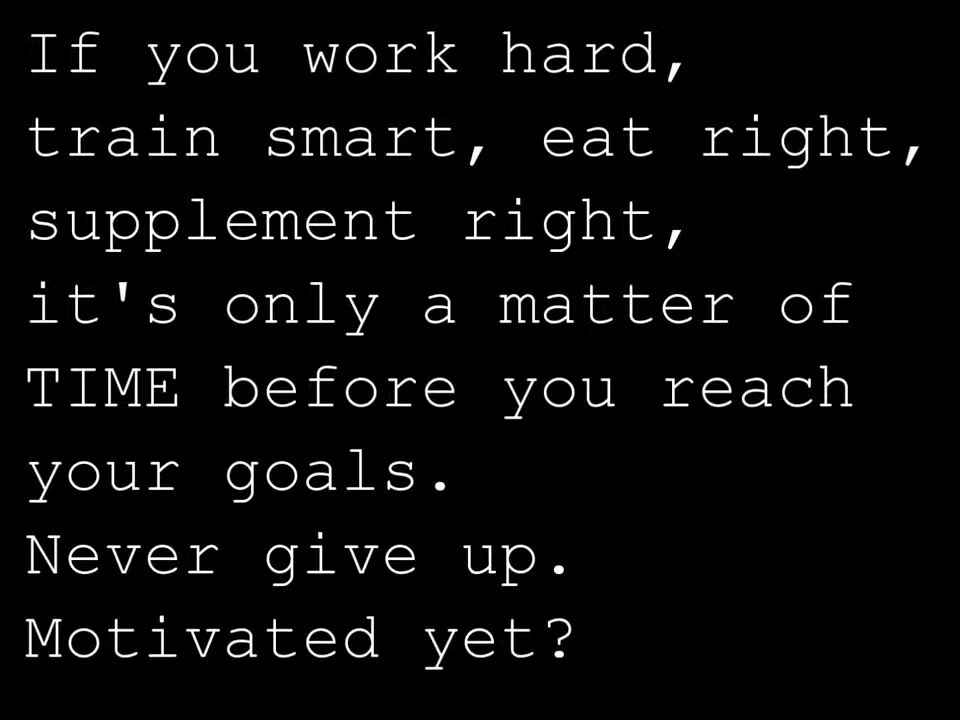 If you work hard,
train smart, eat right,
supplement right,
it's only a matter of
TIME before you reach
your goals.
Never give up.
Motivated yet?